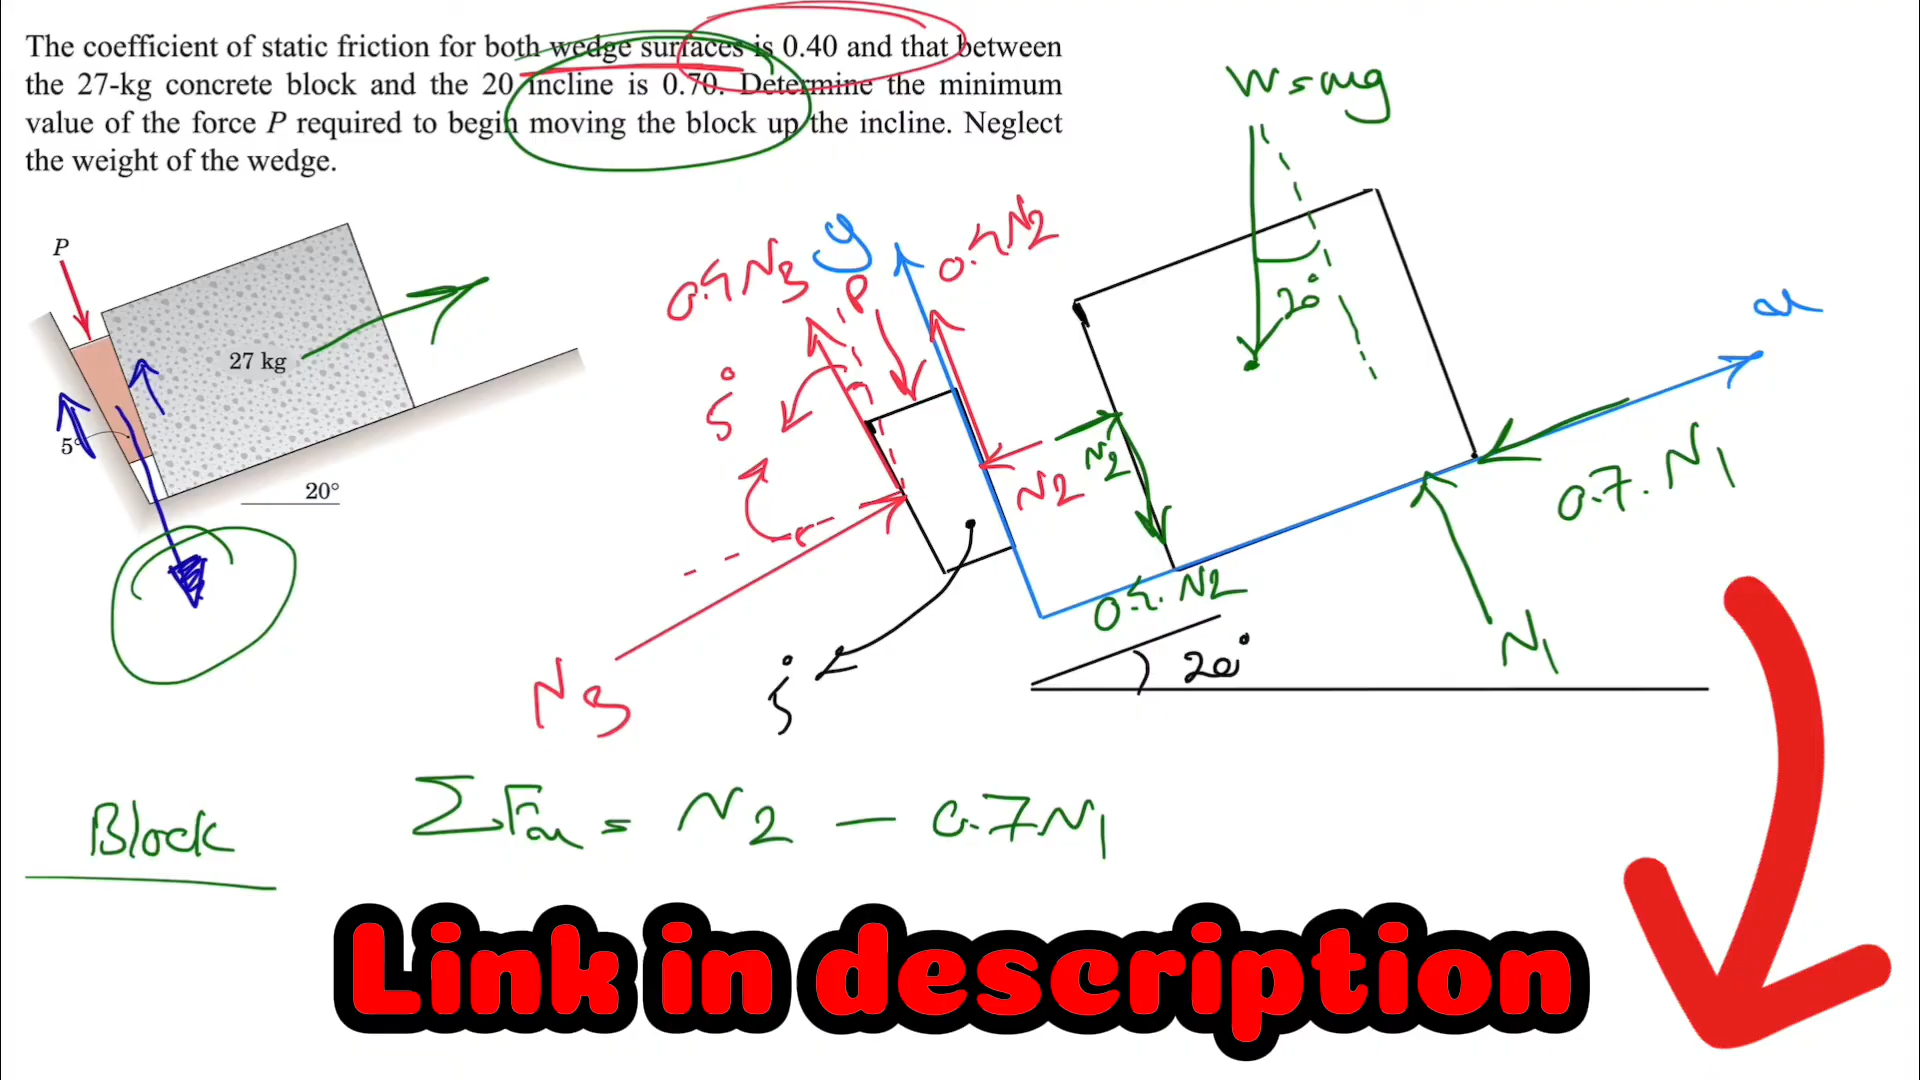 The coefficient of static friction for both wedge surfaces is 0.40 and that between
the 27-kg concrete block and the 20 incline is 0.70. Determine the minimum
value of the force P required to begin moving the block up the incline. Neglect
the weight of the wedge.
W = mg
P
27 kg
5°
20°
0.4N3
y
P
0.4N2
20°
x
5°
N2
N2
0.7. N1
0.4. N2
N1
N3
5°
20°
Block
ΣFx = N2 - 0.7N1
Link in description